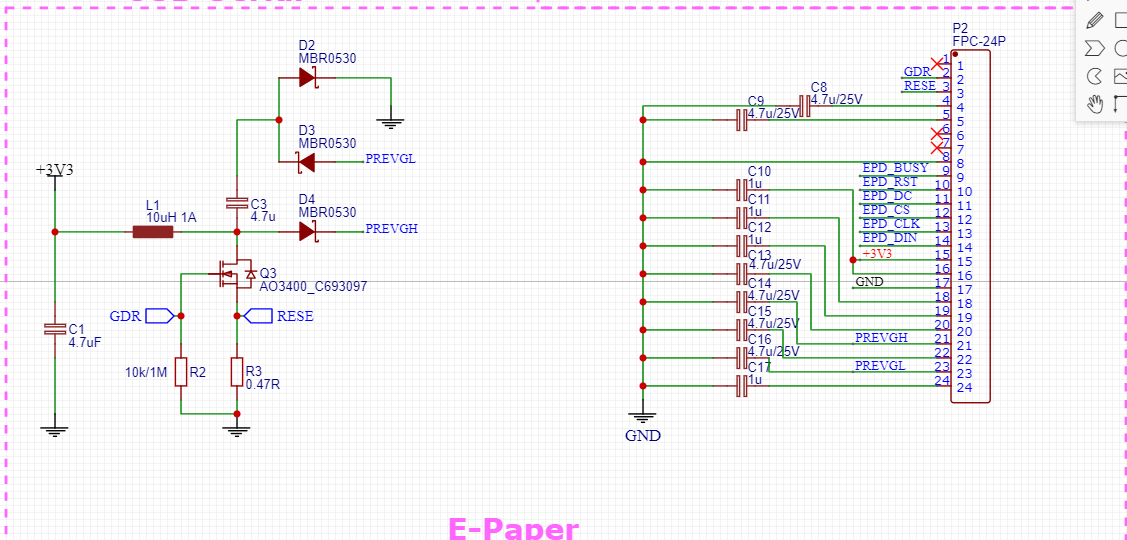 D2
MBR0530
D3
MBR0530
PREVGL
+3V3
L1
10uH 1A
C3
4.7u
D4
MBR0530
PREVGH
Q3
AO3400_C693097
GDR
RESE
C1
4.7uF
10k/1M
R2
R3
0.47R
P2
FPC-24P
C8
4.7u/25V
C9
4.7u/25V
C10
1u
C11
1u
C12
1u
C13
4.7u/25V
C14
4.7u/25V
C15
4.7u/25V
C16
4.7u/25V
C17
1u
GND
1 1
GDR 2 2
RESE 3 3
4 4
5 5
6 6
7 7
8 8
EPD_BUSY 9 9
EPD_RST 10 10
EPD_DC 11 11
EPD_CS 12 12
EPD_CLK 13 13
EPD_DIN 14 14
+3V3 15 15
16 16
GND 17 17
18 18
19 19
20 20
PREVGH 21 21
22 22
PREVGL 23 23
24 24
E-Paper